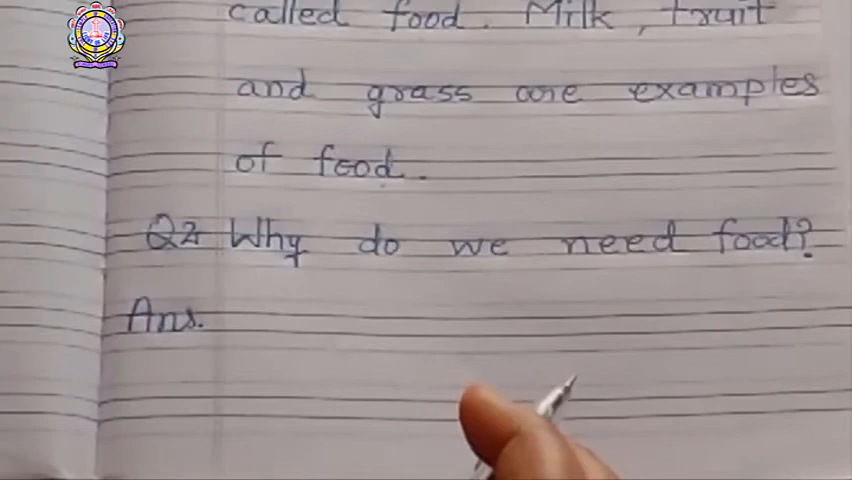 called food. Milk, fruit
and grass are examples
of food.
Q2 Why do we need food?
Ans.